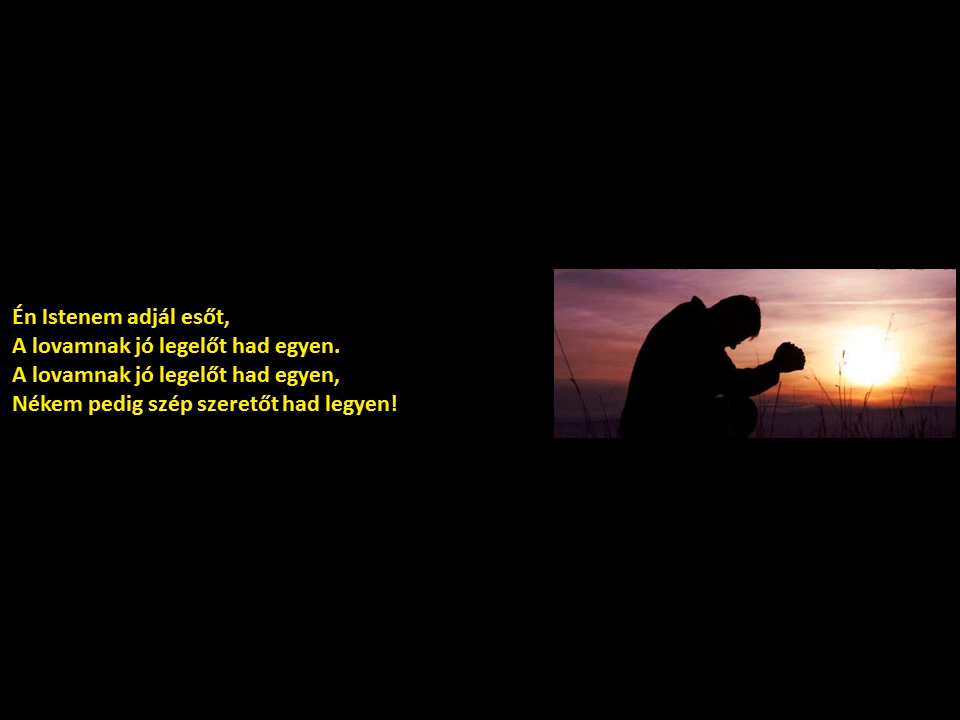 Én Istenem adjál esőt,
A lovamnak jó legelőt had egyen.
A lovamnak jó legelőt had egyen,
Nékem pedig szép szeretőt had legyen!